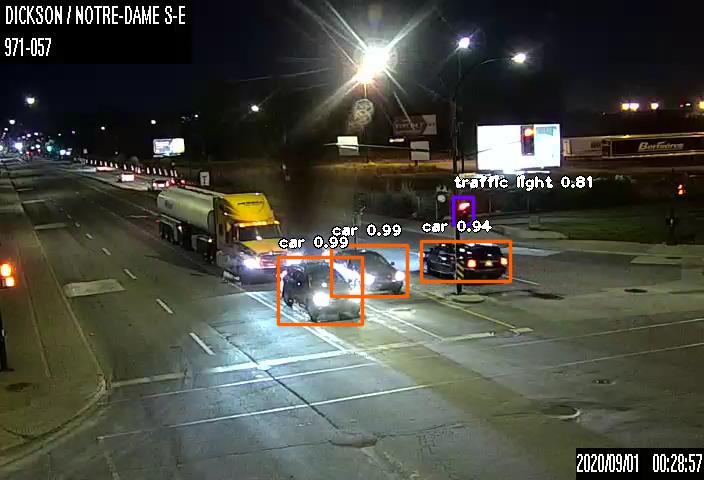 DICKSON / NOTRE-DAME S-E
971-057
traffic light 0.81
car 0.99
car 0.99
car 0.94
2020/09/01 00:28:57